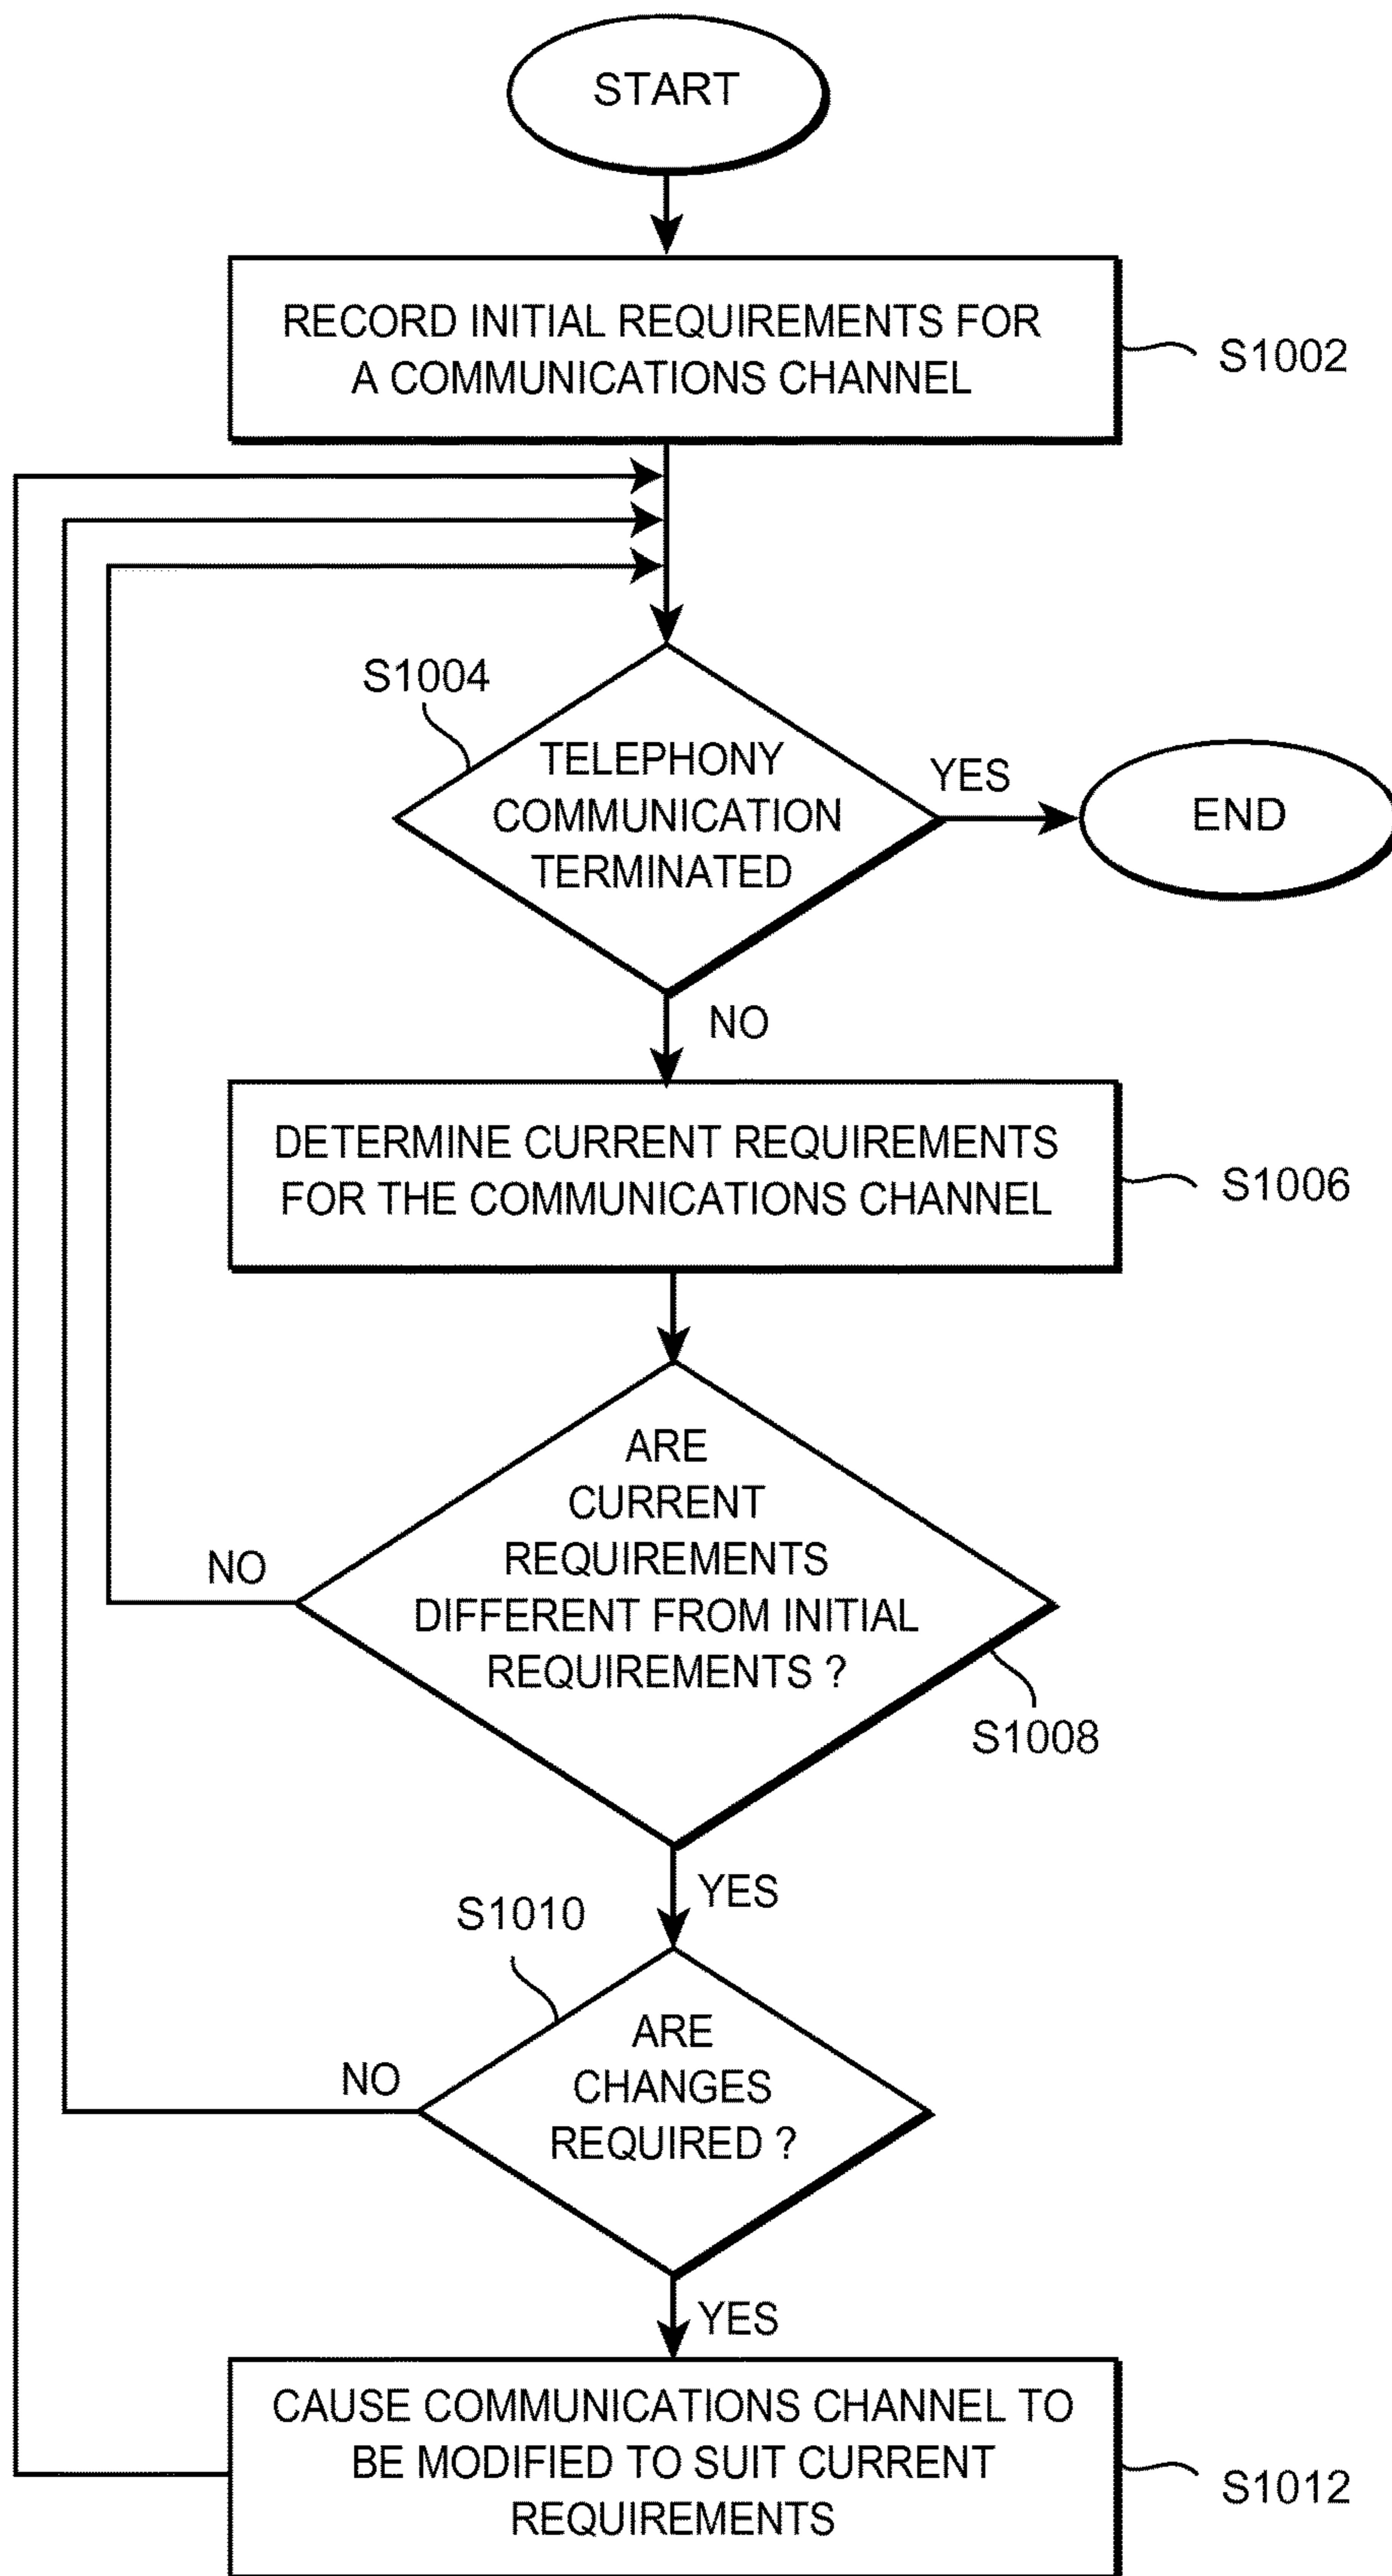 START
RECORD INITIAL REQUIREMENTS FOR
A COMMUNICATIONS CHANNEL
S1002
S1004
TELEPHONY
COMMUNICATION
TERMINATED
YES
END
NO
DETERMINE CURRENT REQUIREMENTS
FOR THE COMMUNICATIONS CHANNEL
S1006
ARE
CURRENT
REQUIREMENTS
DIFFERENT FROM INITIAL
REQUIREMENTS ?
NO
S1008
YES
S1010
ARE
CHANGES
REQUIRED ?
NO
YES
CAUSE COMMUNICATIONS CHANNEL TO
BE MODIFIED TO SUIT CURRENT
REQUIREMENTS
S1012